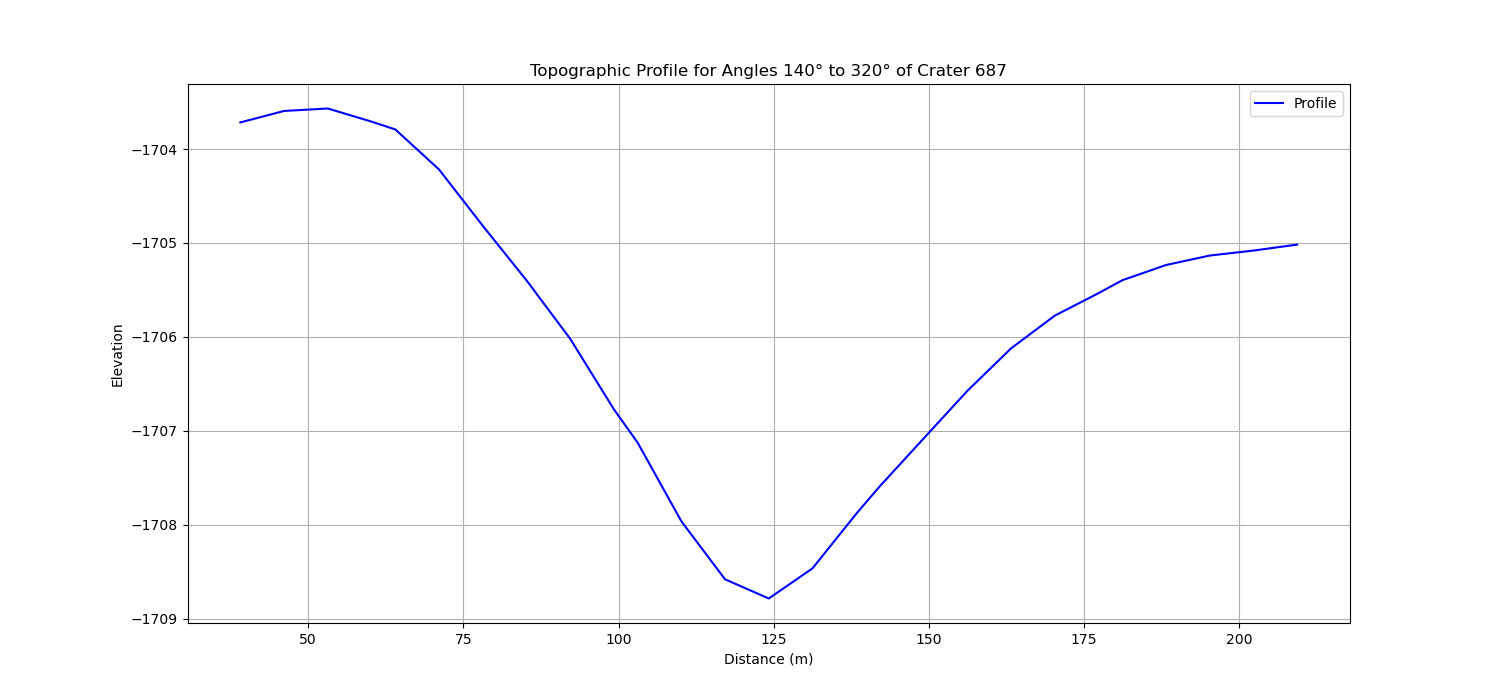 Topographic Profile for Angles 140° to 320° of Crater 687
Profile
−1704
−1705
−1706
−1707
−1708
−1709
Elevation
50 75 100 125 150 175 200
Distance (m)